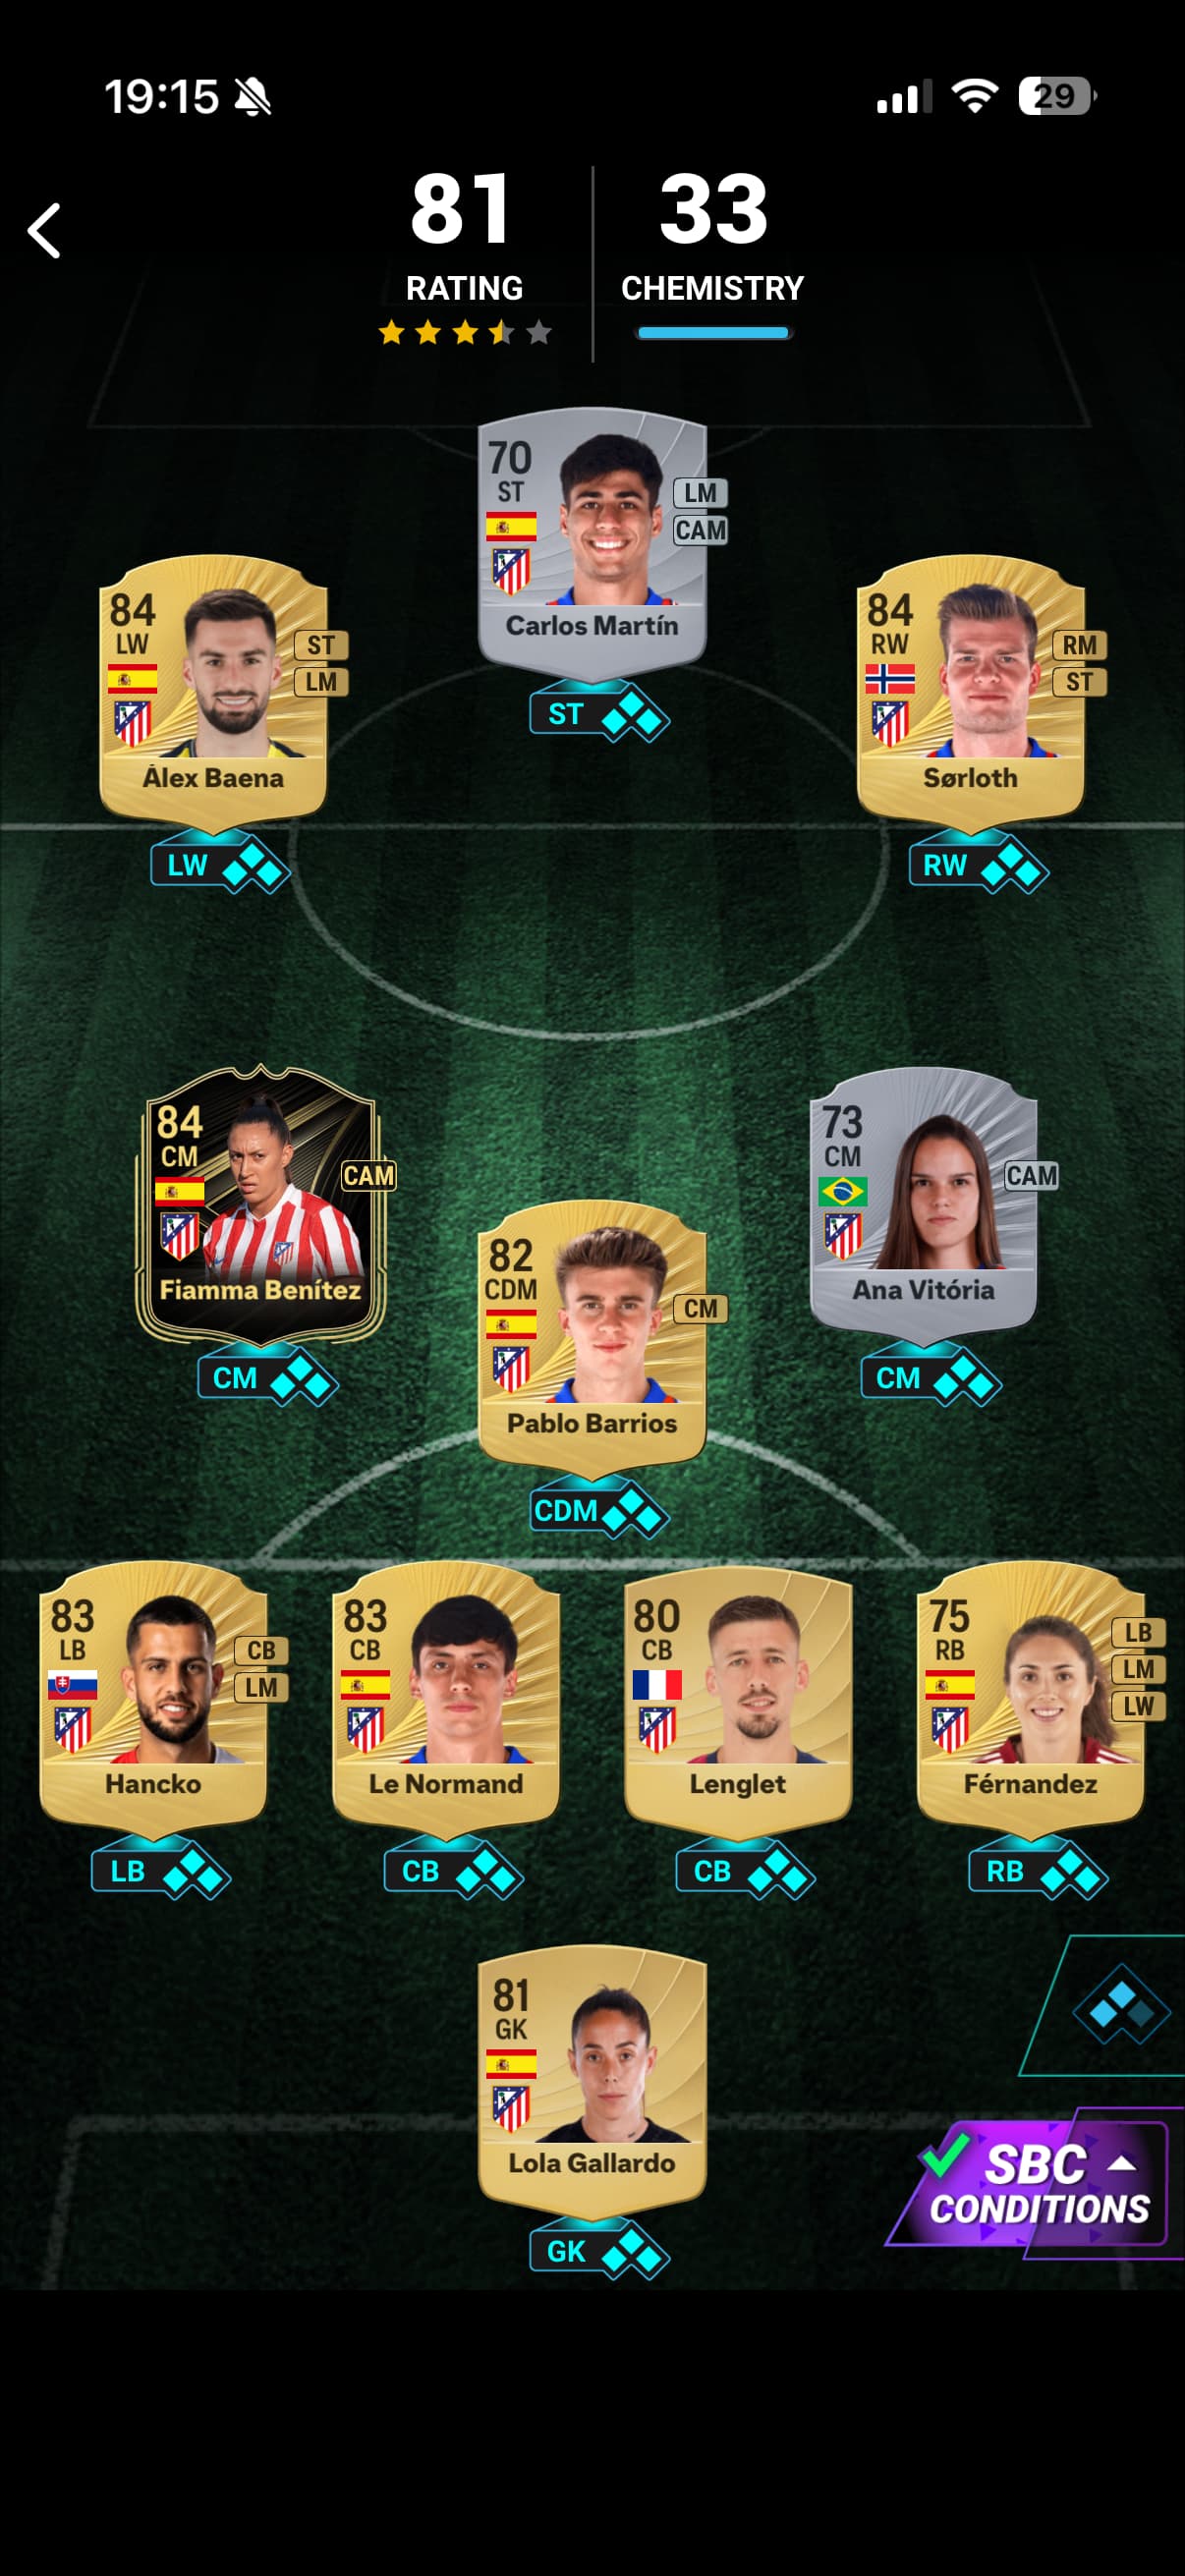 19:15
29
81
33
RATING
CHEMISTRY
70
ST
LM
CAM
Carlos Martín
ST
84
LW
ST
LM
Álex Baena
LW
84
RW
RM
ST
Sørloth
RW
84
CM
CAM
Fiamma Benítez
CM
73
CM
CAM
Ana Vitória
CM
82
CDM
CM
Pablo Barrios
CDM
83
LB
CB
LM
Hancko
LB
83
CB
Le Normand
CB
80
CB
Lenglet
CB
75
RB
LB
LM
LW
Férnandez
RB
81
GK
Lola Gallardo
GK
SBC
CONDITIONS